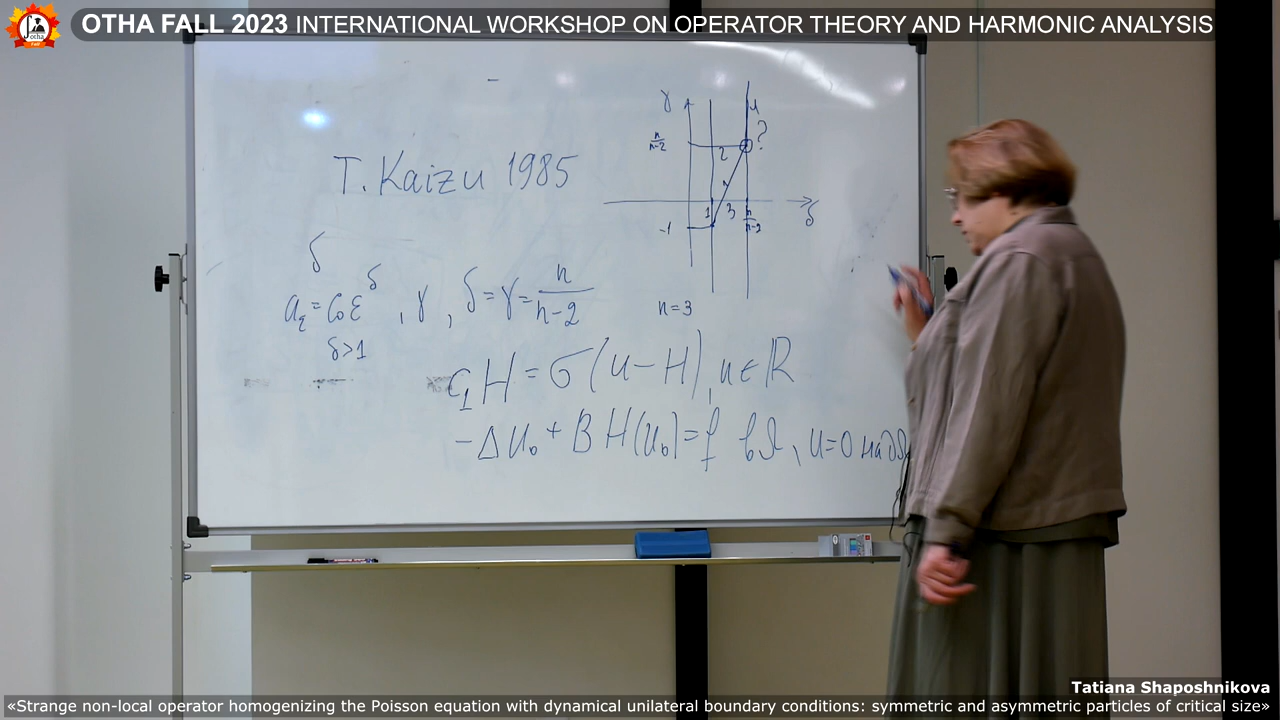 OTHA FALL 2023 INTERNATIONAL WORKSHOP ON OPERATOR THEORY AND HARMONIC ANALYSIS
T. Kaizu 1985
γ
n/n-2
2
?
1
3
n/n-2
δ
-1
n=3
δ
a_ε = C₀ε^δ , γ , δ = γ = n/n-2
δ>1
C₁H = σ(u-H), u∈ℝ
-Δu₀ + BH(u₀) = f в Ω, u=0 на ∂Ω
Tatiana Shaposhnikova
«Strange non-local operator homogenizing the Poisson equation with dynamical unilateral boundary conditions: symmetric and asymmetric particles of critical size»